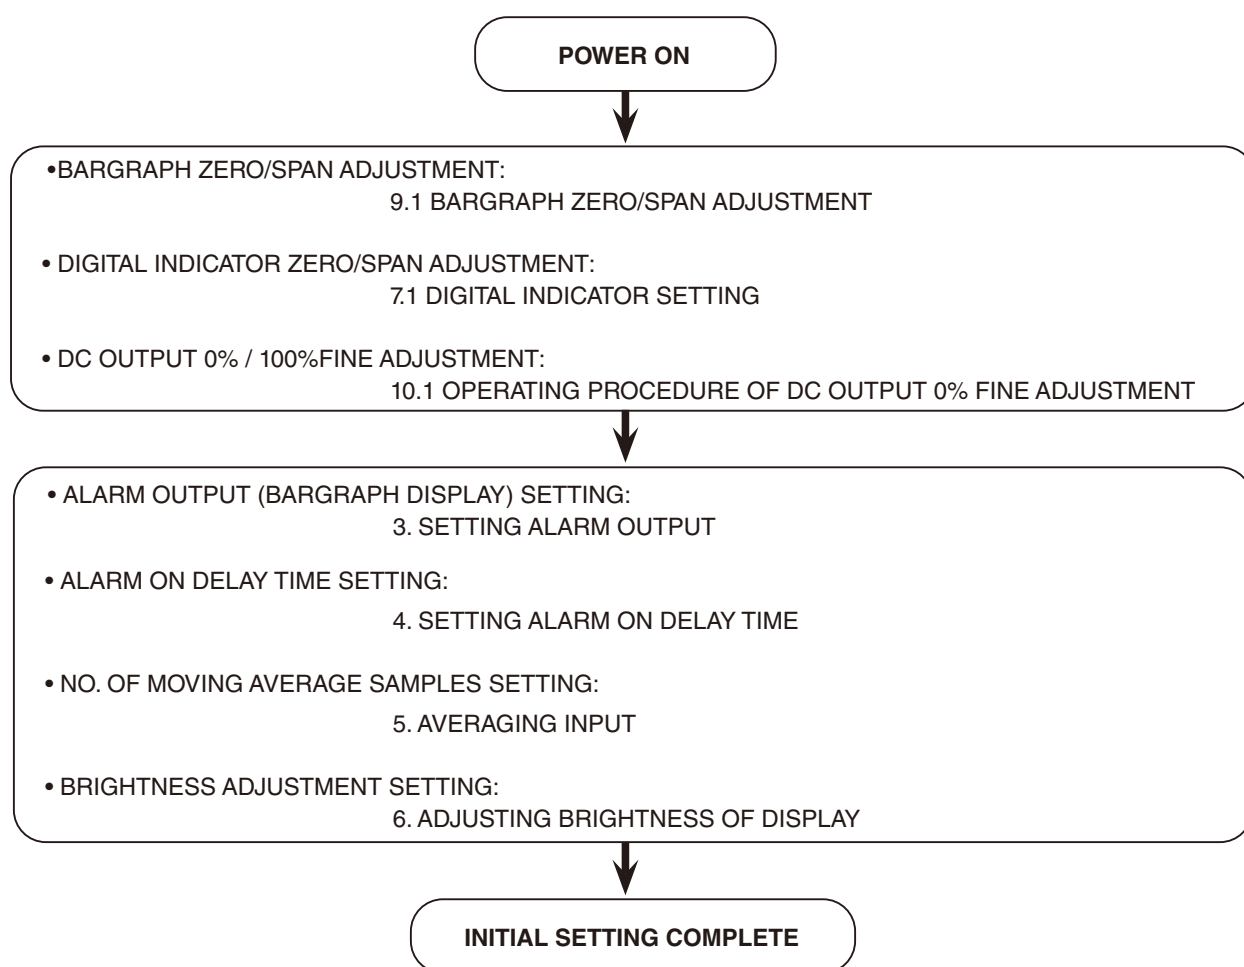 POWER ON
•BARGRAPH ZERO/SPAN ADJUSTMENT:
9.1 BARGRAPH ZERO/SPAN ADJUSTMENT
• DIGITAL INDICATOR ZERO/SPAN ADJUSTMENT:
7.1 DIGITAL INDICATOR SETTING
• DC OUTPUT 0% / 100%FINE ADJUSTMENT:
10.1 OPERATING PROCEDURE OF DC OUTPUT 0% FINE ADJUSTMENT
• ALARM OUTPUT (BARGRAPH DISPLAY) SETTING:
3. SETTING ALARM OUTPUT
• ALARM ON DELAY TIME SETTING:
4. SETTING ALARM ON DELAY TIME
• NO. OF MOVING AVERAGE SAMPLES SETTING:
5. AVERAGING INPUT
• BRIGHTNESS ADJUSTMENT SETTING:
6. ADJUSTING BRIGHTNESS OF DISPLAY
INITIAL SETTING COMPLETE